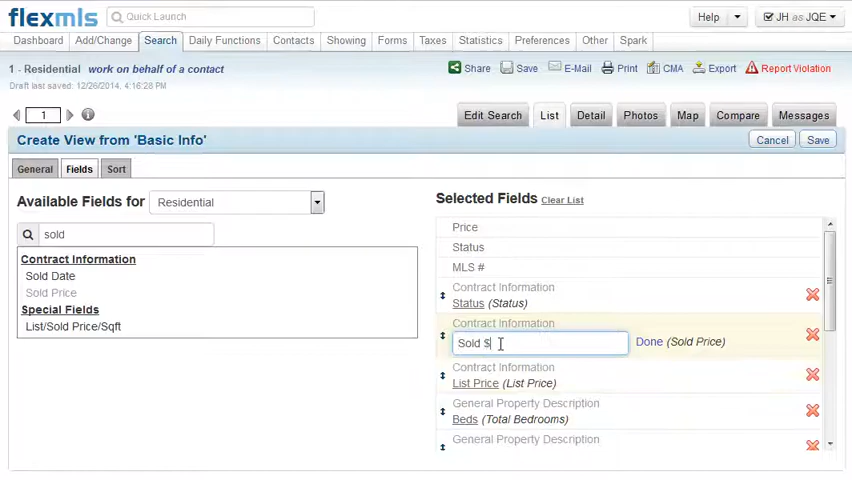 flexmls
Quick Launch
Help
JH as JQE
Dashboard Add/Change Search Daily Functions Contacts Showing Forms Taxes Statistics Preferences Other Spark
1 - Residential work on behalf of a contact
Share Save E-Mail Print CMA Export Report Violation
Draft last saved: 12/26/2014, 4:16:28 PM
1
Edit Search List Detail Photos Map Compare Messages
Create View from 'Basic Info'
Cancel Save
General Fields Sort
Available Fields for Residential
sold
Contract Information
Sold Date
Sold Price
Special Fields
List/Sold Price/Sqft
Selected Fields Clear List
Price
Status
MLS #
Contract Information
Status (Status)
Contract Information
Sold $ Done (Sold Price)
Contract Information
List Price (List Price)
General Property Description
Beds (Total Bedrooms)
General Property Description